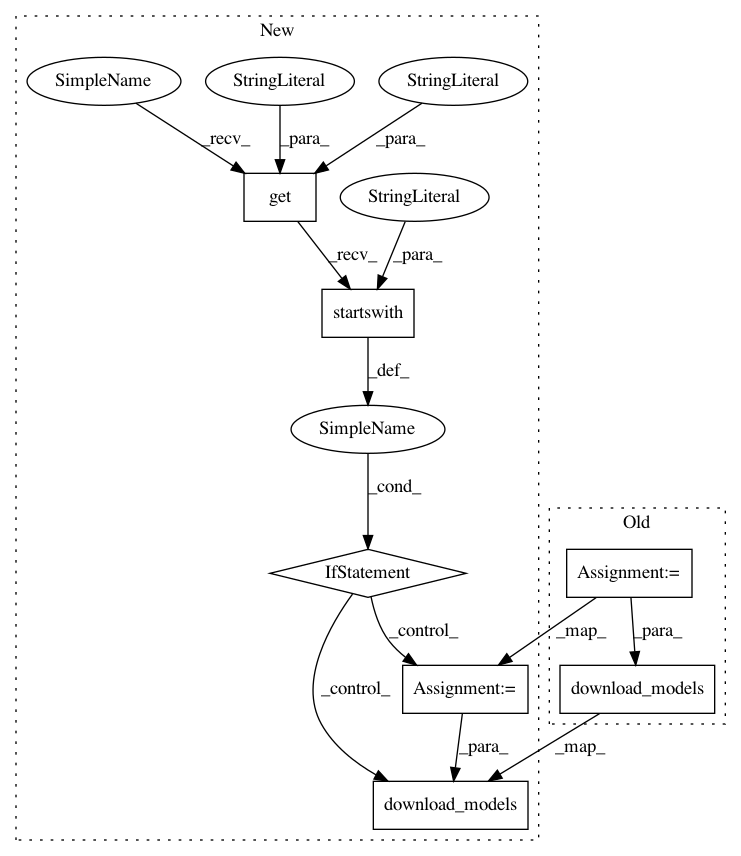 New
SimpleName
StringLiteral
StringLiteral
_recv_
_para_
_para_
get
StringLiteral
_recv_
_para_
startswith
_def_
SimpleName
_cond_
Old
IfStatement
Assignment:=
_control_
_map_
_para_
_control_
Assignment:=
download_models
_para_
_map_
download_models